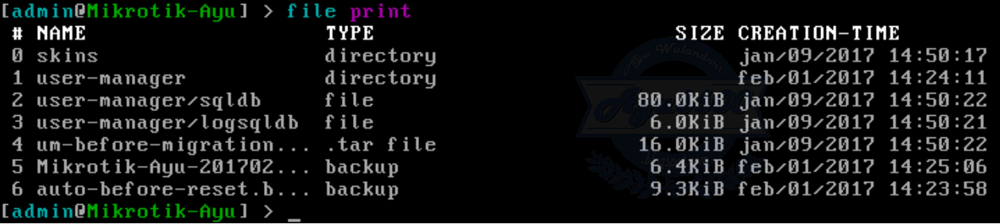 [admin@Mikrotik-Ayu] > file print
# NAME TYPE SIZE CREATION-TIME
0 skins directory jan/09/2017 14:50:17
1 user-manager directory feb/01/2017 14:24:11
2 user-manager/sqldb file 80.0KiB jan/09/2017 14:50:22
3 user-manager/logsqldb file 6.0KiB jan/09/2017 14:50:21
4 um-before-migration... .tar file 16.0KiB jan/09/2017 14:50:22
5 Mikrotik-Ayu-201702... backup 6.4KiB feb/01/2017 14:25:06
6 auto-before-reset.b... backup 9.3KiB feb/01/2017 14:23:58
[admin@Mikrotik-Ayu] > _
Ayu Wulandari